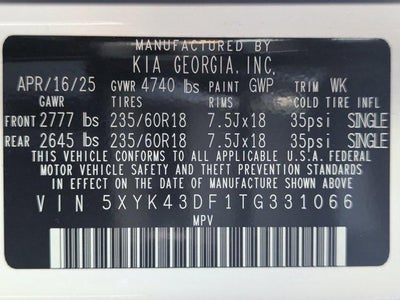 MANUFACTURED BY
KIA GEORGIA, INC.
APR/16/25 GVWR 4740 lbs PAINT GWP TRIM WK
GAWR TIRES RIMS COLD TIRE INFL
FRONT 2777 lbs 235/60R18 7.5Jx18 35psi SINGLE
REAR 2645 lbs 235/60R18 7.5Jx18 35psi SINGLE
THIS VEHICLE CONFORMS TO ALL APPLICABLE U.S.A. FEDERAL
MOTOR VEHICLE SAFETY AND THEFT PREVENTION STANDARDS
IN EFFECT ON THE DATE OF MANUFACTURE SHOWN ABOVE.
VIN 5XYK43DF1TG331066
MPV